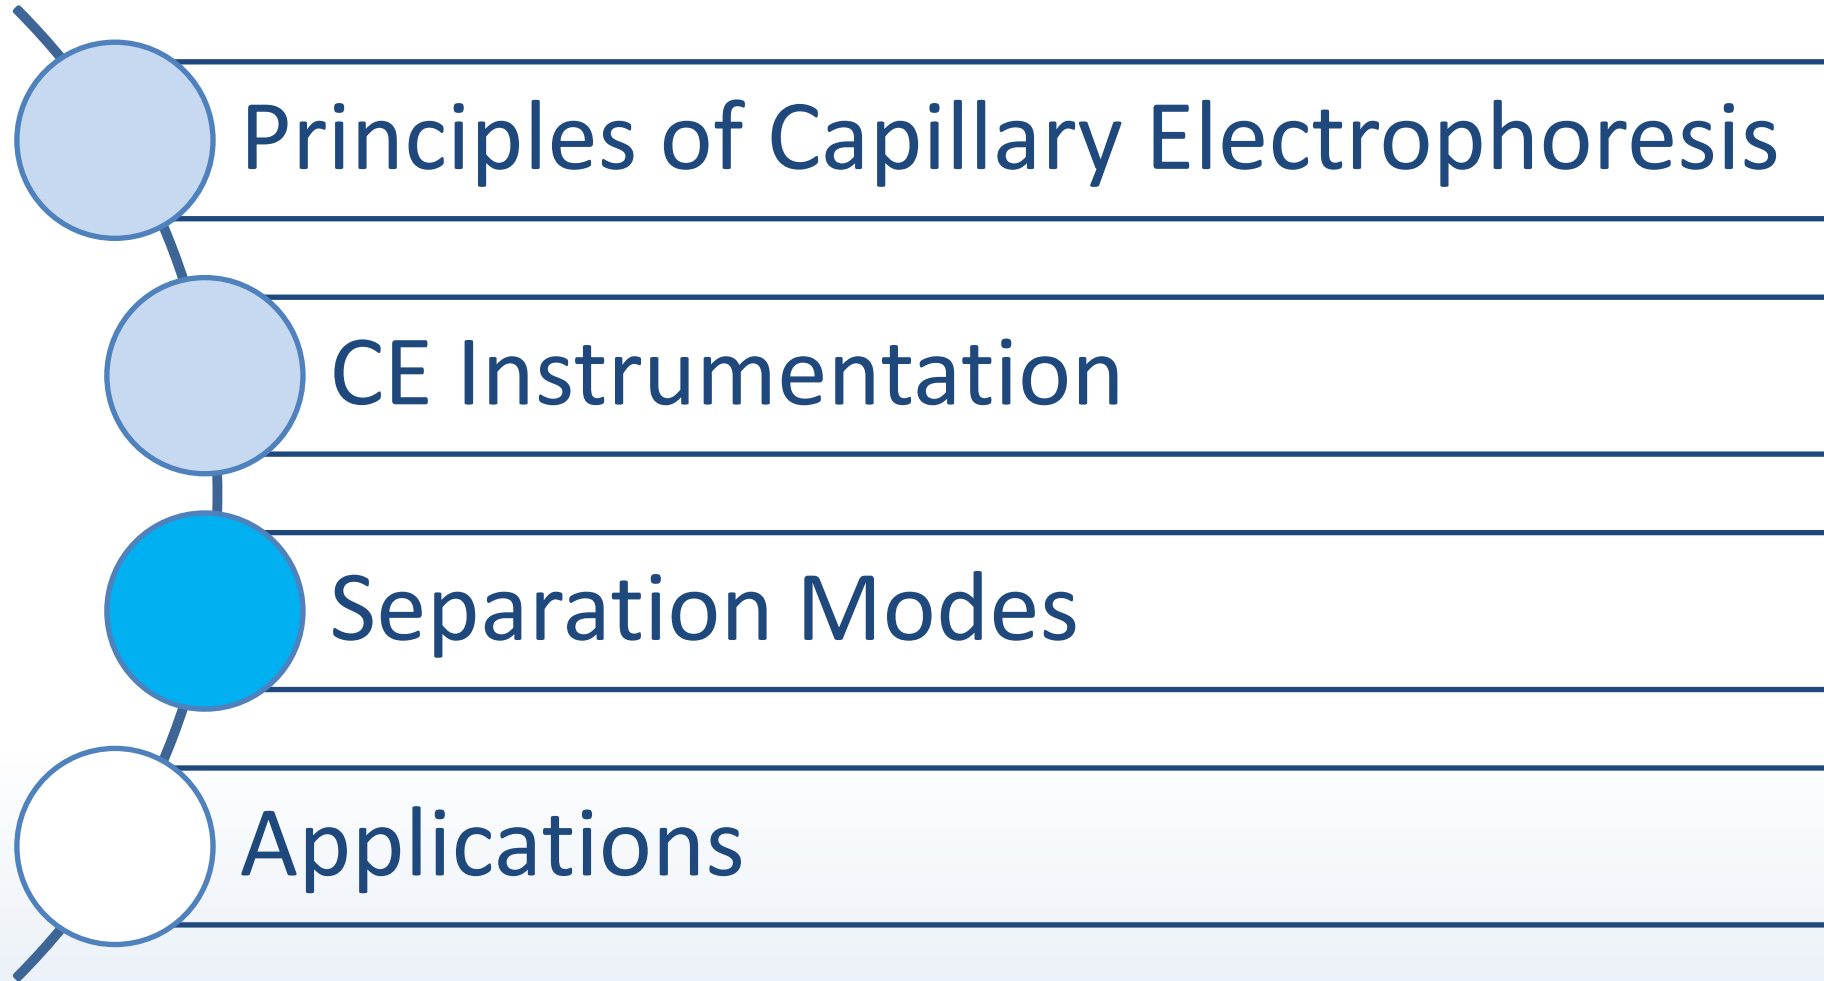 Principles of Capillary Electrophoresis
CE Instrumentation
Separation Modes
Applications